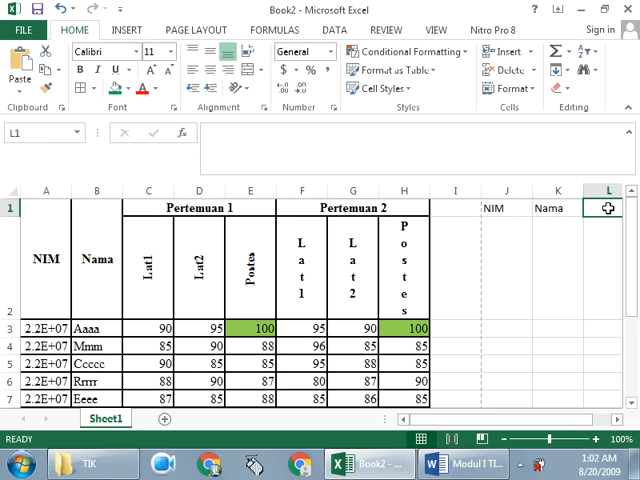 Book2 - Microsoft Excel
FILE HOME INSERT PAGE LAYOUT FORMULAS DATA REVIEW VIEW Nitro Pro 8 Sign in
Paste
Calibri 11
B I U
General
$ % ,
Conditional Formatting
Format as Table
Cell Styles
Insert
Delete
Format
Clipboard Font Alignment Number Styles Cells Editing
L1 fx
A B C D E F G H I J K L
1 NIM Nama Pertemuan 1 Pertemuan 2 NIM Nama
2 Lat1 Lat2 Postes Lat1 Lat2 Postes
3 2.2E+07 Aaaa 90 95 100 95 90 100
4 2.2E+07 Mmm 85 90 88 96 85 85
5 2.2E+07 Ccccc 90 85 85 95 88 85
6 2.2E+07 Rrrrr 88 90 87 80 87 90
7 2.2E+07 Eeee 87 85 88 85 86 85
Sheet1
READY 100%
TIK Book2 - ... Modul I TI... 1:02 AM
8/20/2009